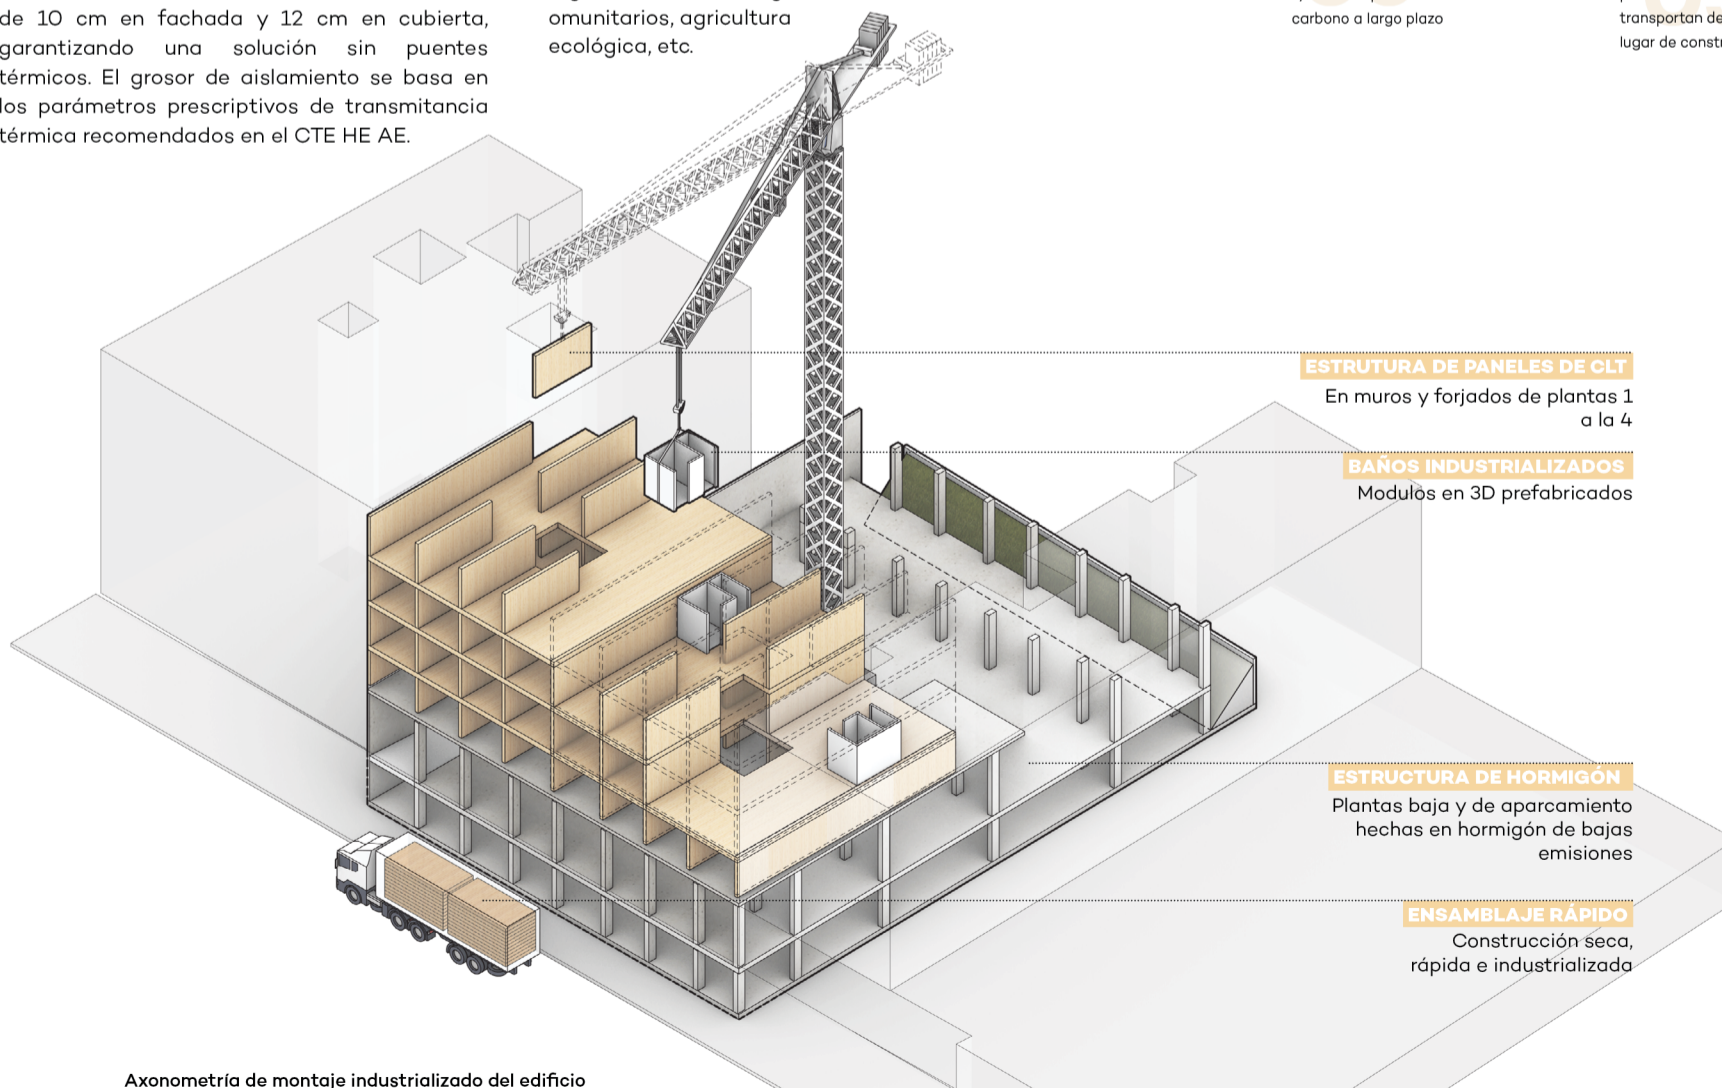 de 10 cm en fachada y 12 cm en cubierta,
garantizando una solución sin puentes
térmicos. El grosor de aislamiento se basa en
los parámetros prescriptivos de transmitancia
térmica recomendados en el CTE HE AE.
omunitarios, agricultura
ecológica, etc.
carbono a largo plazo
transportan de
lugar de constr
ESTRUTURA DE PANELES DE CLT
En muros y forjados de plantas 1
a la 4
BAÑOS INDUSTRIALIZADOS
Modulos en 3D prefabricados
ESTRUCTURA DE HORMIGÓN
Plantas baja y de aparcamiento
hechas en hormigón de bajas
emisiones
ENSAMBLAJE RÁPIDO
Construcción seca,
rápida e industrializada
Axonometría de montaje industrializado del edificio